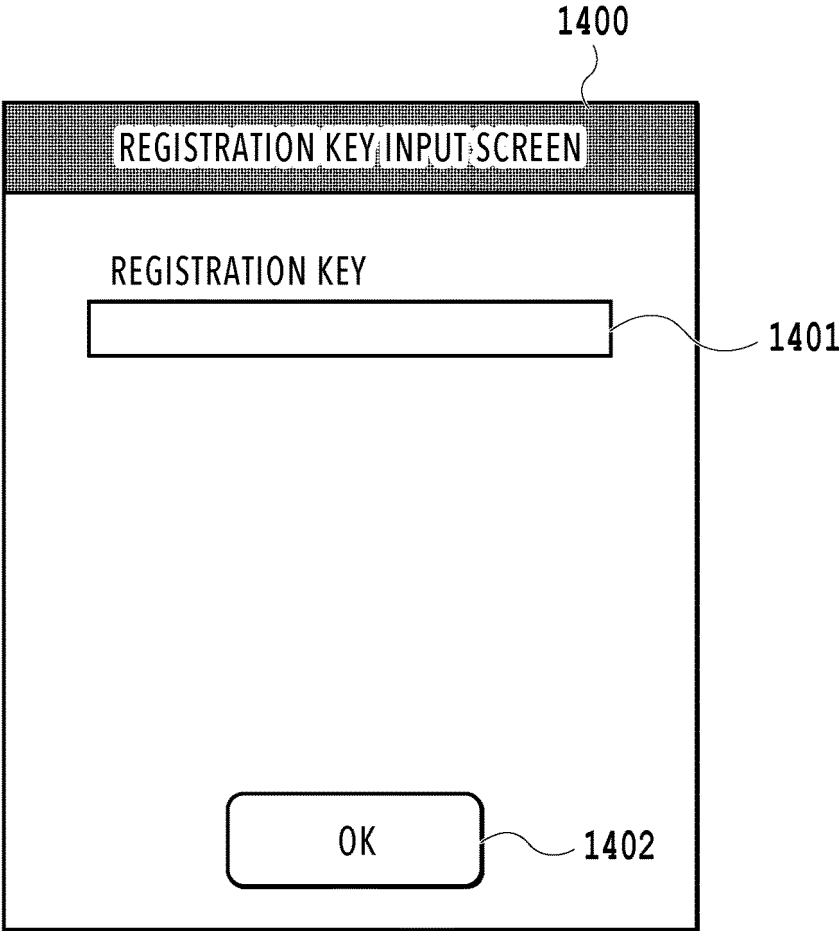 1400
REGISTRATION KEY INPUT SCREEN
REGISTRATION KEY
1401
OK
1402